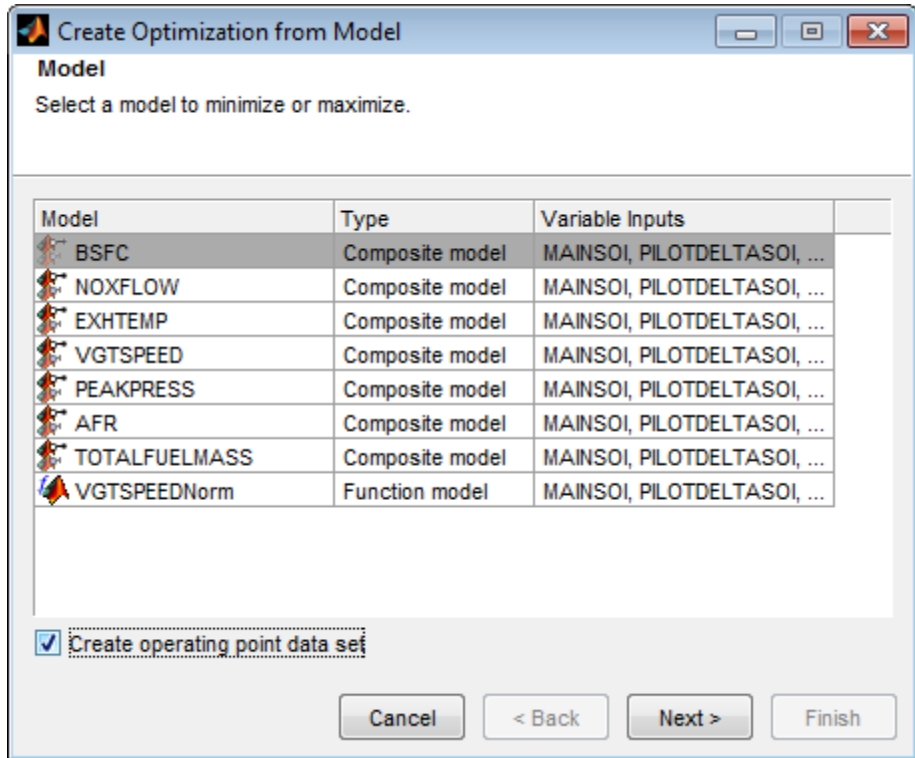 Create Optimization from Model
Model
Select a model to minimize or maximize.
Model Type Variable Inputs
BSFC Composite model MAINSOI, PILOTDELTASOI, ...
NOXFLOW Composite model MAINSOI, PILOTDELTASOI, ...
EXHTEMP Composite model MAINSOI, PILOTDELTASOI, ...
VGTSPEED Composite model MAINSOI, PILOTDELTASOI, ...
PEAKPRESS Composite model MAINSOI, PILOTDELTASOI, ...
AFR Composite model MAINSOI, PILOTDELTASOI, ...
TOTALFUELMASS Composite model MAINSOI, PILOTDELTASOI, ...
VGTSPEEDNorm Function model MAINSOI, PILOTDELTASOI, ...
Create operating point data set
Cancel < Back Next > Finish